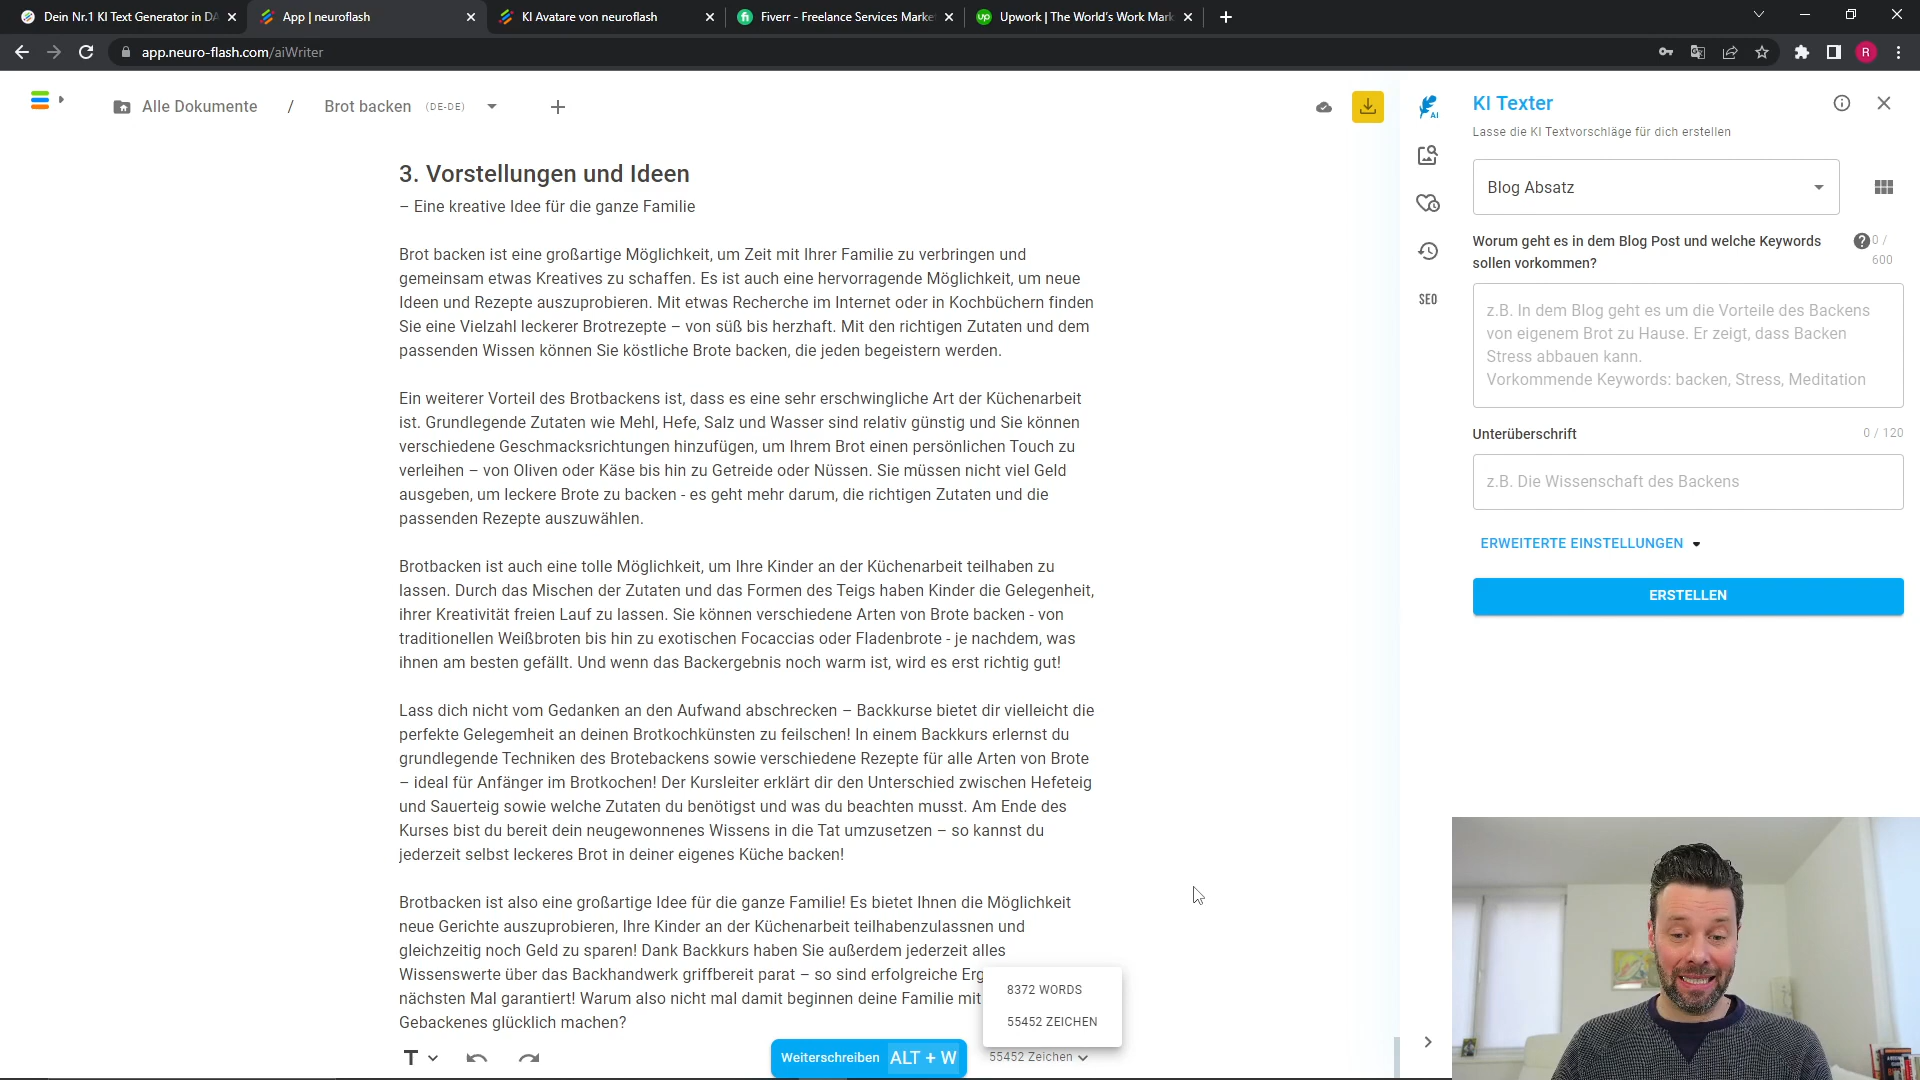 Dein Nr.1 KI Text Generator in DA
App | neuroflash
KI Avatare von neuroflash
fi
Fiverr - Freelance Services Marke
up
Upwork | The World's Work Mark
app.neuro-flash.com/aiWriter
R
Alle Dokumente / Brot backen (DE-DE)
3. Vorstellungen und Ideen
– Eine kreative Idee für die ganze Familie
Brot backen ist eine großartige Möglichkeit, um Zeit mit Ihrer Familie zu verbringen und
gemeinsam etwas Kreatives zu schaffen. Es ist auch eine hervorragende Möglichkeit, um neue
Ideen und Rezepte auszuprobieren. Mit etwas Recherche im Internet oder in Kochbüchern finden
Sie eine Vielzahl leckerer Brotrezepte – von süß bis herzhaft. Mit den richtigen Zutaten und dem
passenden Wissen können Sie köstliche Brote backen, die jeden begeistern werden.
Ein weiterer Vorteil des Brotbackens ist, dass es eine sehr erschwingliche Art der Küchenarbeit
ist. Grundlegende Zutaten wie Mehl, Hefe, Salz und Wasser sind relativ günstig und Sie können
verschiedene Geschmacksrichtungen hinzufügen, um Ihrem Brot einen persönlichen Touch zu
verleihen – von Oliven oder Käse bis hin zu Getreide oder Nüssen. Sie müssen nicht viel Geld
ausgeben, um leckere Brote zu backen - es geht mehr darum, die richtigen Zutaten und die
passenden Rezepte auszuwählen.
Brotbacken ist auch eine tolle Möglichkeit, um Ihre Kinder an der Küchenarbeit teilhaben zu
lassen. Durch das Mischen der Zutaten und das Formen des Teigs haben Kinder die Gelegenheit,
ihrer Kreativität freien Lauf zu lassen. Sie können verschiedene Arten von Brote backen - von
traditionellen Weißbroten bis hin zu exotischen Focaccias oder Fladenbrote - je nachdem, was
ihnen am besten gefällt. Und wenn das Backergebnis noch warm ist, wird es erst richtig gut!
Lass dich nicht vom Gedanken an den Aufwand abschrecken – Backkurse bietet dir vielleicht die
perfekte Gelegemheit an deinen Brotkochkünsten zu feilschen! In einem Backkurs erlernst du
grundlegende Techniken des Brotebackens sowie verschiedene Rezepte für alle Arten von Brote
– ideal für Anfänger im Brotkochen! Der Kursleiter erklärt dir den Unterschied zwischen Hefeteig
und Sauerteig sowie welche Zutaten du benötigst und was du beachten musst. Am Ende des
Kurses bist du bereit dein neugewonnenes Wissens in die Tat umzusetzen – so kannst du
jederzeit selbst leckeres Brot in deiner eigenes Küche backen!
Brotbacken ist also eine großartige Idee für die ganze Familie! Es bietet Ihnen die Möglichkeit
neue Gerichte auszuprobieren, Ihre Kinder an der Küchenarbeit teilhabenzulassnen und
gleichzeitig noch Geld zu sparen! Dank Backkurs haben Sie außerdem jederzeit alles
Wissenswerte über das Backhandwerk griffbereit parat – so sind erfolgreiche Erg
nächsten Mal garantiert! Warum also nicht mal damit beginnen deine Familie mit
Gebackenes glücklich machen?
8372 WORDS
55452 ZEICHEN
T
Weiterschreiben ALT + W
55452 Zeichen
AI
SEO
KI Texter
Lasse die KI Textvorschläge für dich erstellen
Blog Absatz
Worum geht es in dem Blog Post und welche Keywords
sollen vorkommen?
0 /
600
z.B. In dem Blog geht es um die Vorteile des Backens
von eigenem Brot zu Hause. Er zeigt, dass Backen
Stress abbauen kann.
Vorkommende Keywords: backen, Stress, Meditation
Unterüberschrift
0 / 120
z.B. Die Wissenschaft des Backens
ERWEITERTE EINSTELLUNGEN
ERSTELLEN